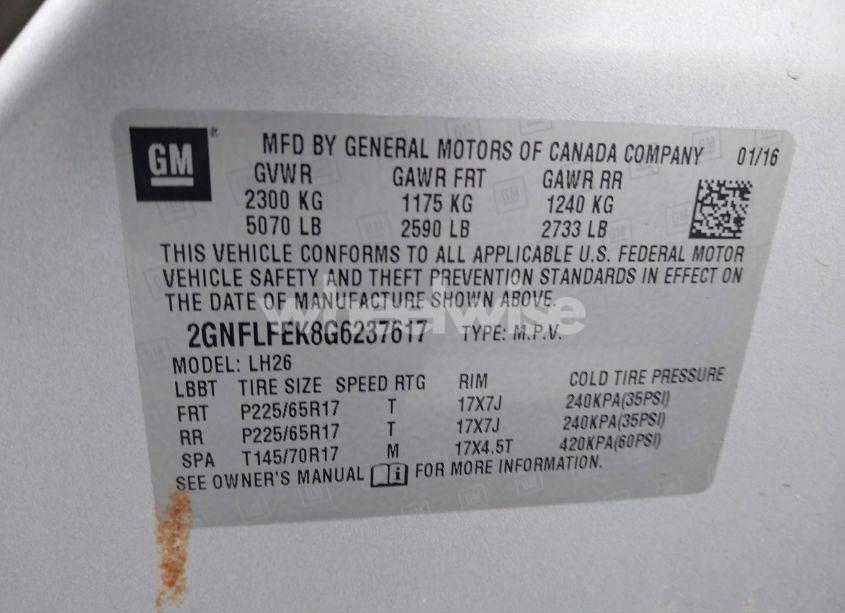 GM ®
MFD BY GENERAL MOTORS OF CANADA COMPANY 01/16
GVWR GAWR FRT GAWR RR
2300 KG 1175 KG 1240 KG
5070 LB 2590 LB 2733 LB
THIS VEHICLE CONFORMS TO ALL APPLICABLE U.S. FEDERAL MOTOR
VEHICLE SAFETY AND THEFT PREVENTION STANDARDS IN EFFECT ON
THE DATE OF MANUFACTURE SHOWN ABOVE.
wheelwise
2GNFLFEK8G6237617 TYPE: M.P.V.
MODEL: LH26
LBBT TIRE SIZE SPEED RTG RIM COLD TIRE PRESSURE
FRT P225/65R17 T 17X7J 240KPA(35PSI)
RR P225/65R17 T 17X7J 240KPA(35PSI)
SPA T145/70R17 M 17X4.5T 420KPA(60PSI)
SEE OWNER'S MANUAL i FOR MORE INFORMATION.